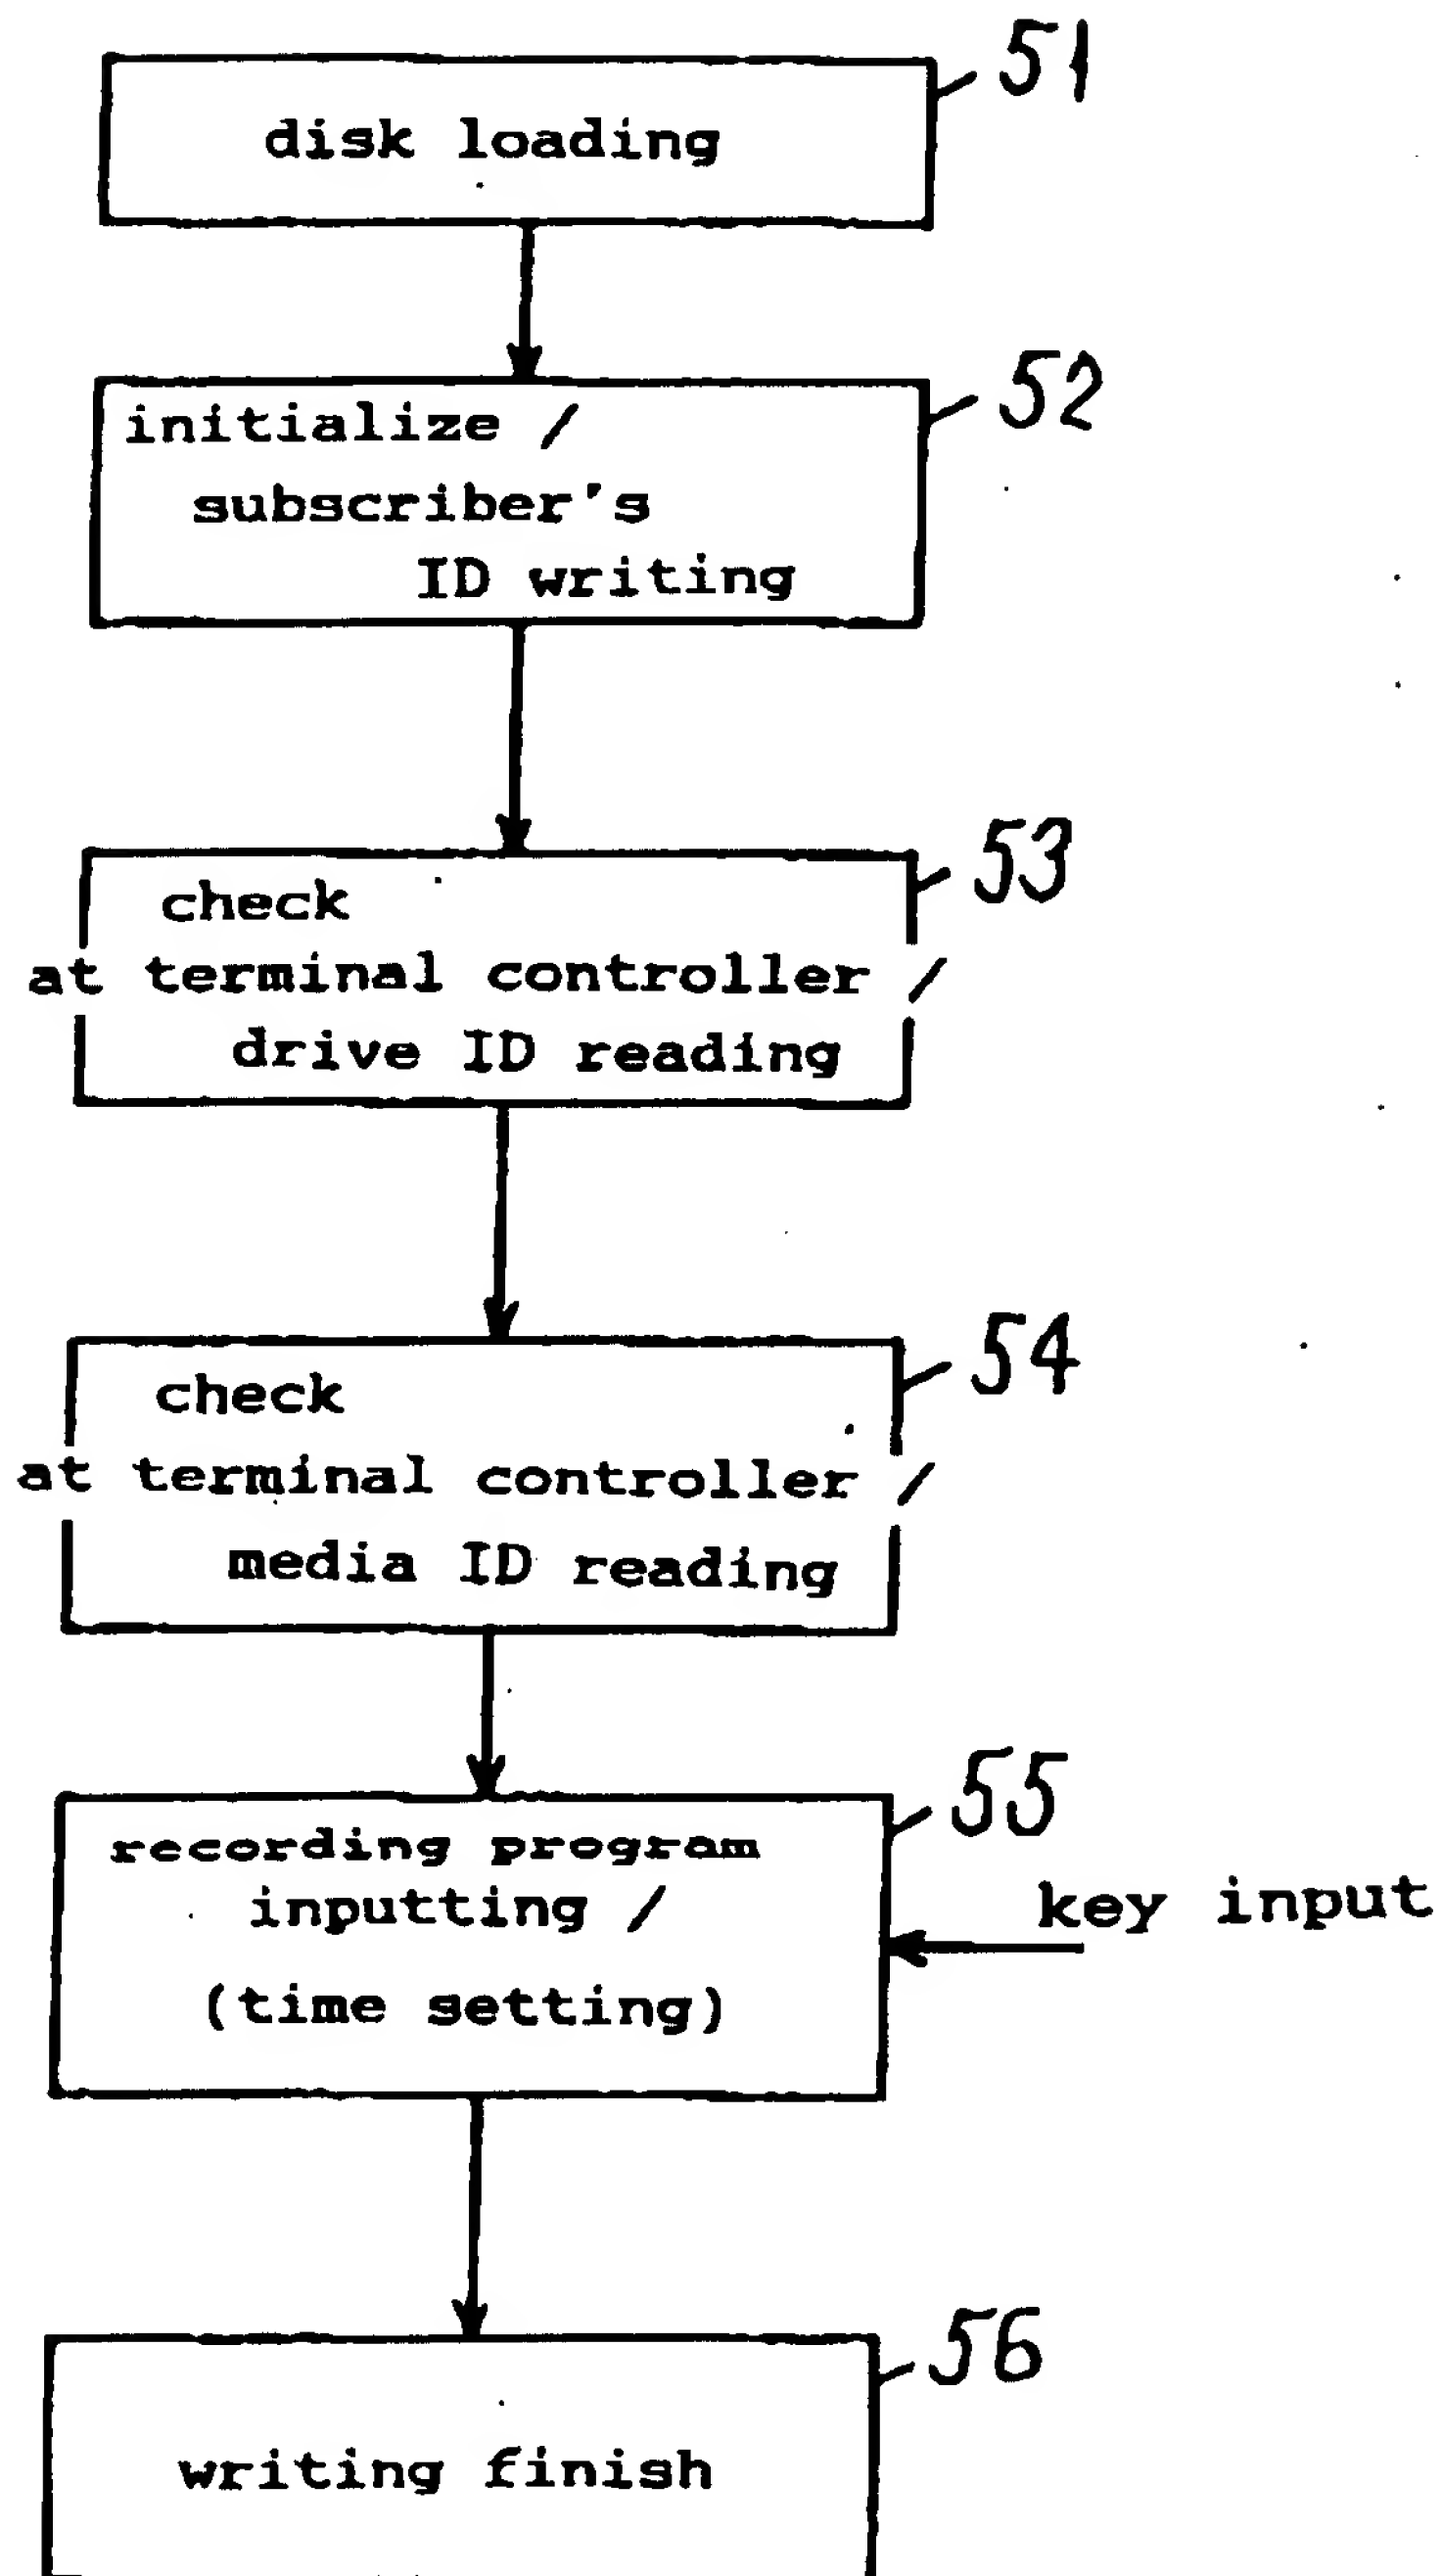 51
disk loading
52
initialize /
subscriber's
ID writing
53
check
at terminal controller /
drive ID reading
54
check
at terminal controller /
media ID reading
55
recording program
inputting /
(time setting)
key input
56
writing finish